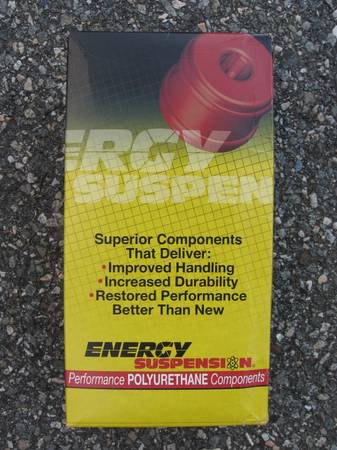 ERGY
SUSPEN
Superior Components
That Deliver:
•Improved Handling
•Increased Durability
•Restored Performance
Better Than New
ENERGY
SUSPENSION®
Performance POLYURETHANE Components